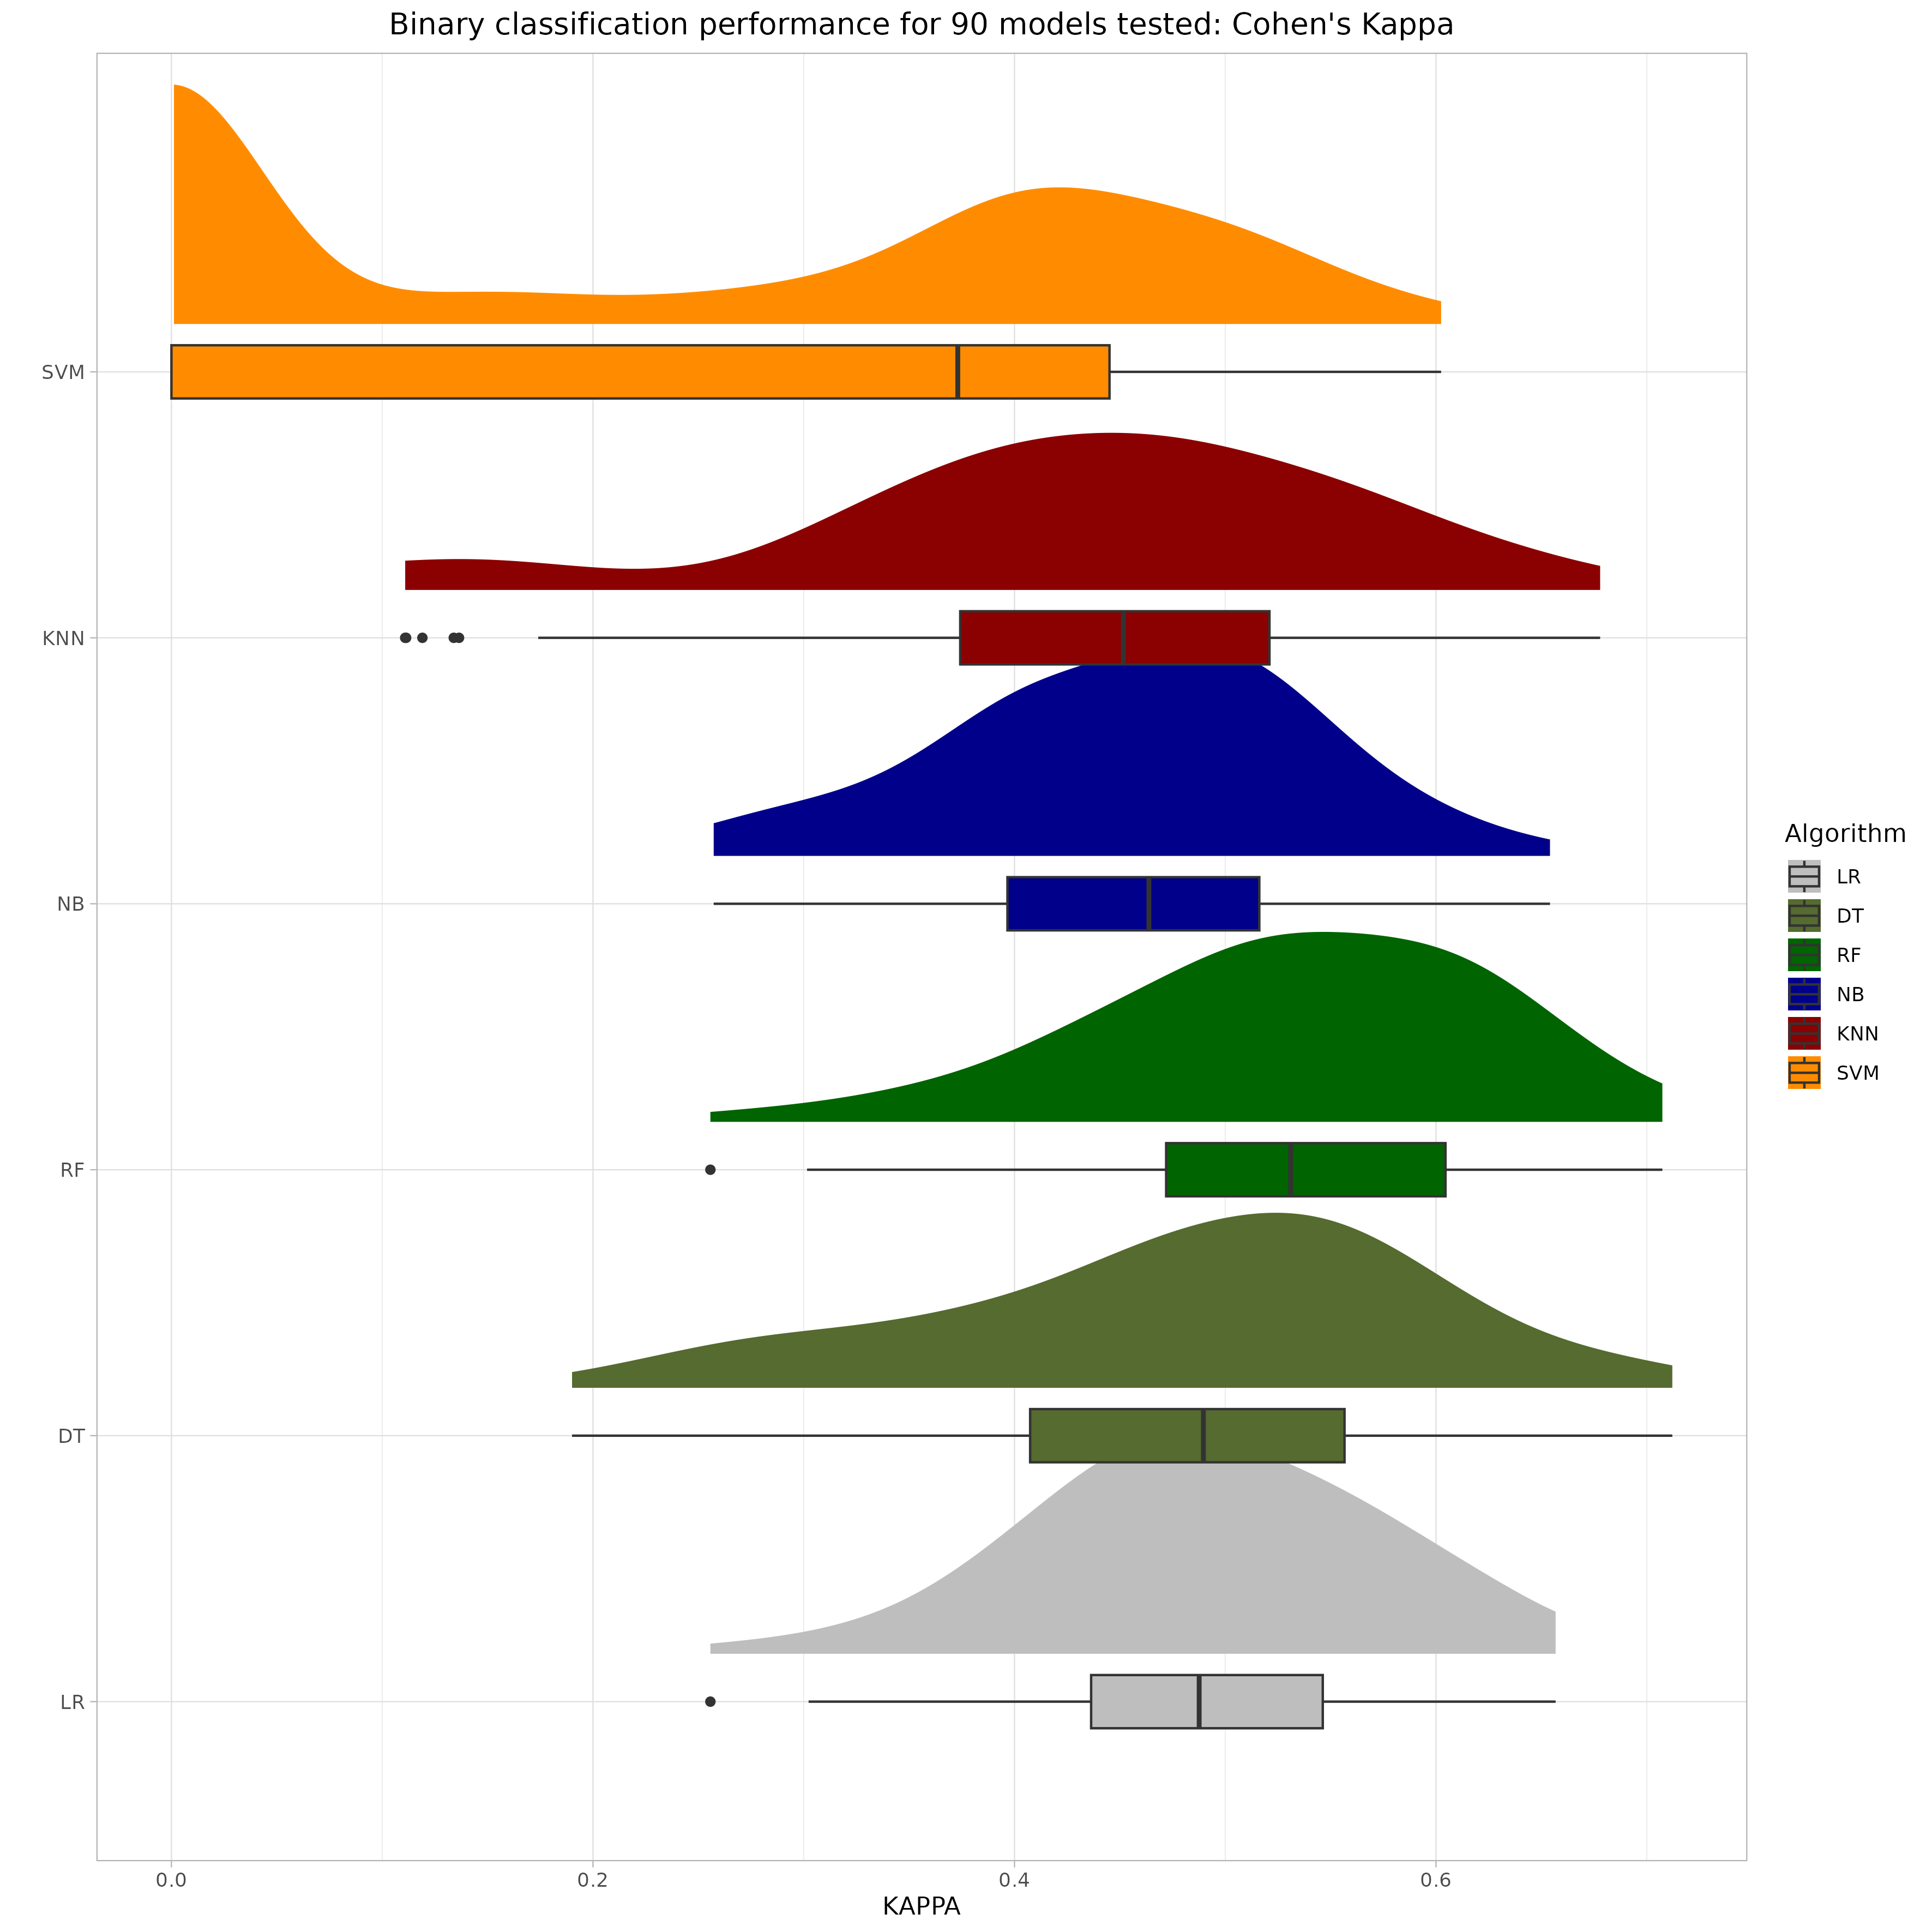 Binary classification performance for 90 models tested: Cohen's Kappa
SVM
KNN
NB
RF
DT
LR
0.0
0.2
0.4
0.6
KAPPA
Algorithm
LR
DT
RF
NB
KNN
SVM